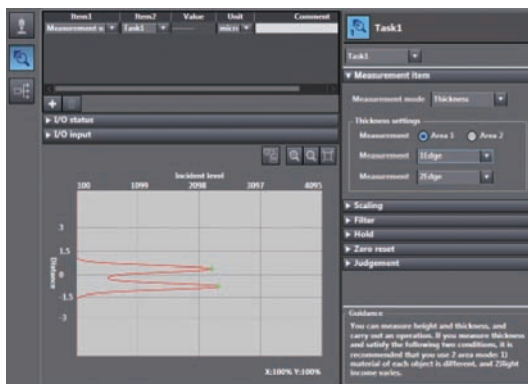 Item1 Item2 Value Unit Comment
Measurement v Task1 ------ micr
I/O status
I/O input
Incident level
100 1099 2098 3097 4095
3
1.5
0
-1.5
-3
Distance
X:100% Y:100%
Task1
Task1
Measurement item
Measurement mode Thickness
Thickness settings
Measurement Area 1 Area 2
Measurement 1Edge
Measurement 2Edge
Scaling
Filter
Hold
Zero reset
Judgement
Guidance
You can measure height and thickness, and
carry out an operation. If you measure thickness
and satisfy the following two conditions, it is
recommended that you use 2 area mode: 1)
material of each object is different, and 2)light
income varies.